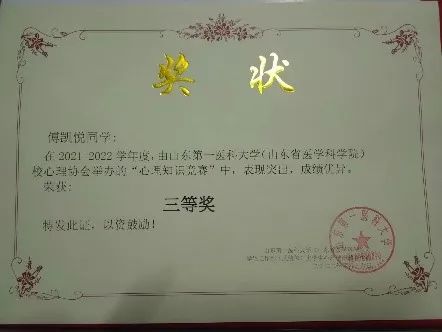 奖状
傅凯悦同学:
在2021-2022学年度,由山东第一医科大学(山东省医学科学院)
校心理协会举办的“心理知识竞赛”中,表现突出,成绩优异。
荣获:
三等奖
特发此证,以资鼓励!